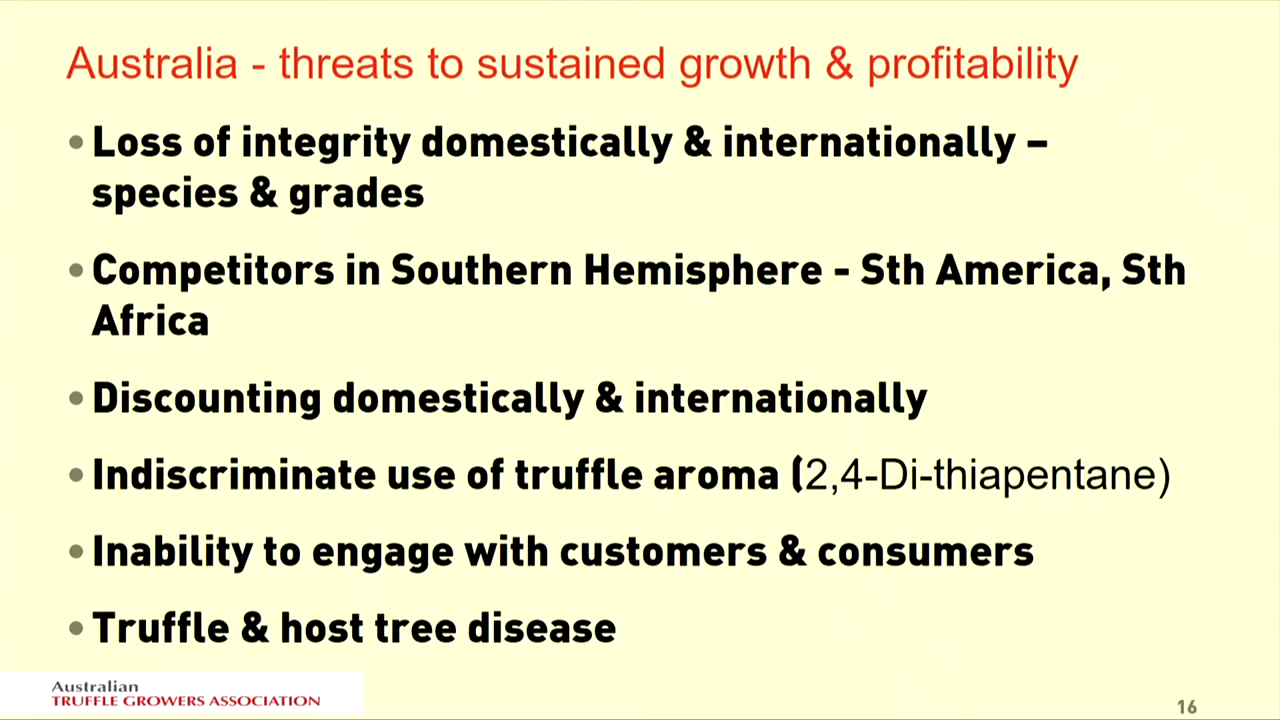 Australia - threats to sustained growth & profitability
• Loss of integrity domestically & internationally –
species & grades
• Competitors in Southern Hemisphere - Sth America, Sth
Africa
• Discounting domestically & internationally
• Indiscriminate use of truffle aroma (2,4-Di-thiapentane)
• Inability to engage with customers & consumers
• Truffle & host tree disease
Australian
TRUFFLE GROWERS ASSOCIATION
16